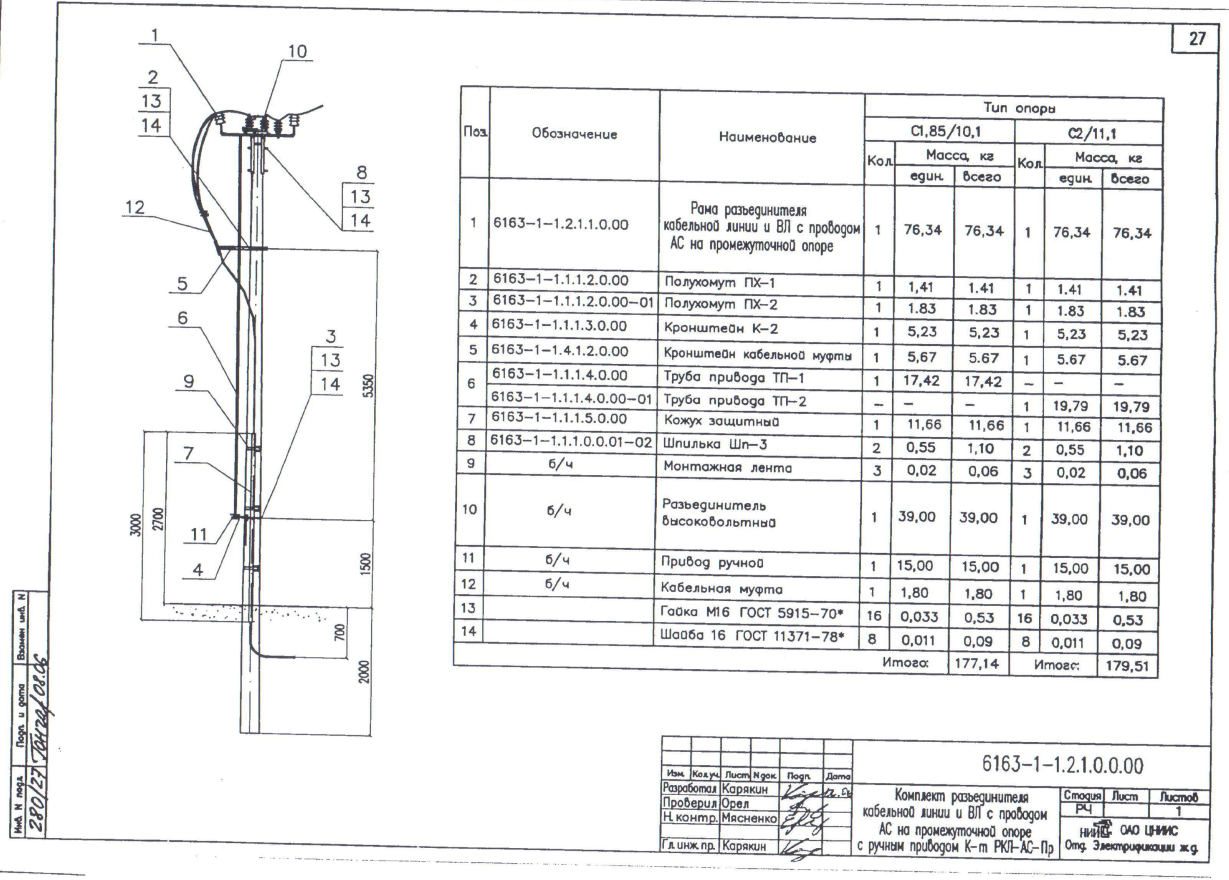 27
1
2
13
14
10
8
13
14
12
5
6
9
3
13
14
7
11
4
5350
3000
2700
1500
700
2000
Поз. Обозначение Наименование Тип опоры
С1,85/10,1 С2/11,1
Кол. Масса, кг Кол. Масса, кг
един. всего един. всего
1 6163-1-1.2.1.1.0.00 Рама разъединителя
кабельной линии и ВЛ с проводом 1 76,34 76,34 1 76,34 76,34
АС на промежуточной опоре
2 6163-1-1.1.1.2.0.00 Полухомут ПХ-1 1 1,41 1.41 1 1.41 1.41
3 6163-1-1.1.1.2.0.00-01 Полухомут ПХ-2 1 1.83 1.83 1 1.83 1.83
4 6163-1-1.1.1.3.0.00 Кронштейн К-2 1 5,23 5,23 1 5,23 5,23
5 6163-1-1.4.1.2.0.00 Кронштейн кабельной муфты 1 5.67 5.67 1 5.67 5.67
6 6163-1-1.1.1.4.0.00 Труба привода ТП-1 1 17,42 17,42 - - -
6163-1-1.1.1.4.0.00-01 Труба привода ТП-2 - - - 1 19,79 19,79
7 6163-1-1.1.1.5.0.00 Кожух защитный 1 11,66 11,66 1 11,66 11,66
8 6163-1-1.1.1.0.0.01-02 Шпилька Шп-3 2 0,55 1,10 2 0,55 1,10
9 б/ч Монтажная лента 3 0,02 0,06 3 0,02 0,06
10 б/ч Разъединитель
высоковольтный 1 39,00 39,00 1 39,00 39,00
11 б/ч Привод ручной 1 15,00 15,00 1 15,00 15,00
12 б/ч Кабельная муфта 1 1,80 1,80 1 1,80 1,80
13 Гайка М16 ГОСТ 5915-70* 16 0,033 0,53 16 0,033 0,53
14 Шайба 16 ГОСТ 11371-78* 8 0,011 0,09 8 0,011 0,09
Итого: 177,14 Итого: 179,51
Взамен инв. N
Подп. и дата 08.06
Инв. N подл. 280/27
6163-1-1.2.1.0.0.00
Изм. Кол.уч. Лист Nдок. Подп. Дата
Разработал Карякин
Проверил Орел
Н.контр. Мясненко
Гл.инж.пр. Карякин
Комплект разъединителя
кабельной линии и ВЛ с проводом
АС на промежуточной опоре
с ручным приводом К-т РКЛ-АС-Пр
Стадия Лист Листов
РЧ 1
ОАО ЦНИИС
Отд. Электрификации ж.д.